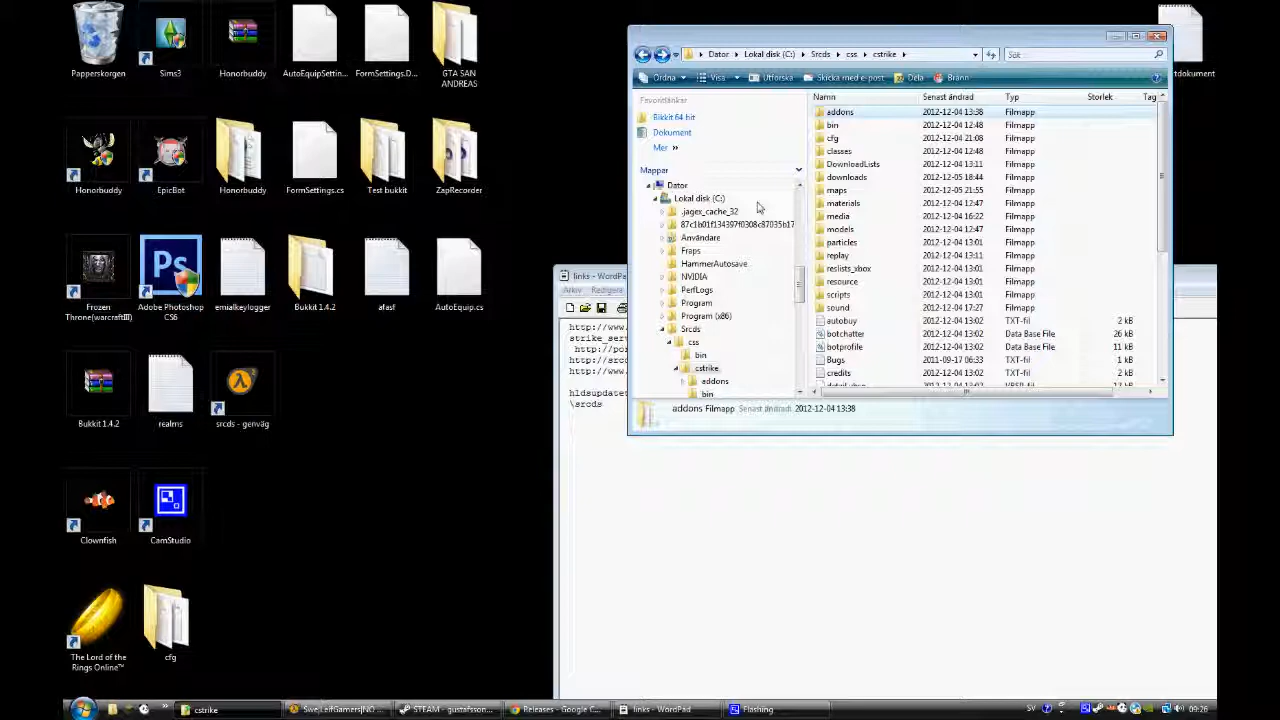 Papperskorgen
Sims3
Honorbuddy
AutoEquipSettin...
FormSettings.D...
GTA SAN
ANDREAS
Honorbuddy
EpicBot
Honorbuddy
FormSettings.cs
Test bukkit
ZapRecorder
Frozen
Throne(warcraftIII)
Adobe Photoshop
CS6
emialkeylogger
Bukkit 1.4.2
afasf
AutoEquip.cs
Bukkit 1.4.2
realms
srcds - genväg
Clownfish
CamStudio
The Lord of the
Rings Online™
cfg
tdokument
Dator
Lokal disk (C:)
Srcds
css
cstrike
Sök
Ordna
Visa
Utforska
Skicka med e-post
Dela
Bränn
Favoritlänkar
Bikkit 64 bit
Dokument
Mer »
Mappar
Dator
Lokal disk (C:)
.jagex_cache_32
87c1b01f134397f0308c87035b17
Användare
Fraps
HammerAutosave
NVIDIA
PerfLogs
Program
Program (x86)
Srcds
css
bin
cstrike
addons
bin
Namn Senast ändrad Typ Storlek Tag
addons 2012-12-04 13:38 Filmapp
bin 2012-12-04 12:48 Filmapp
cfg 2012-12-04 21:08 Filmapp
classes 2012-12-04 12:48 Filmapp
DownloadLists 2012-12-04 13:11 Filmapp
downloads 2012-12-05 18:44 Filmapp
maps 2012-12-05 21:55 Filmapp
materials 2012-12-04 12:47 Filmapp
media 2012-12-04 16:22 Filmapp
models 2012-12-04 12:47 Filmapp
particles 2012-12-04 13:01 Filmapp
replay 2012-12-04 13:11 Filmapp
reslists_xbox 2012-12-04 13:01 Filmapp
resource 2012-12-04 13:01 Filmapp
scripts 2012-12-04 13:01 Filmapp
sound 2012-12-04 17:27 Filmapp
autobuy 2012-12-04 13:02 TXT-fil 2 kB
botchatter 2012-12-04 13:02 Data Base File 26 kB
botprofile 2012-12-04 13:02 Data Base File 11 kB
Bugs 2011-09-17 06:33 TXT-fil 1 kB
credits 2012-12-04 13:02 TXT-fil 2 kB
addons Filmapp Senast ändrad: 2012-12-04 13:38
links - WordPa
Arkiv Redigera
http://www.
strike_serv
http://por
http://srcd
http://www.
hldsupdatet
\srcds
cstrike
Swe|LeifGamers|NO ...
STEAM - gustafsson...
Releases - Google C...
links - WordPad
Flashing
SV
09:26